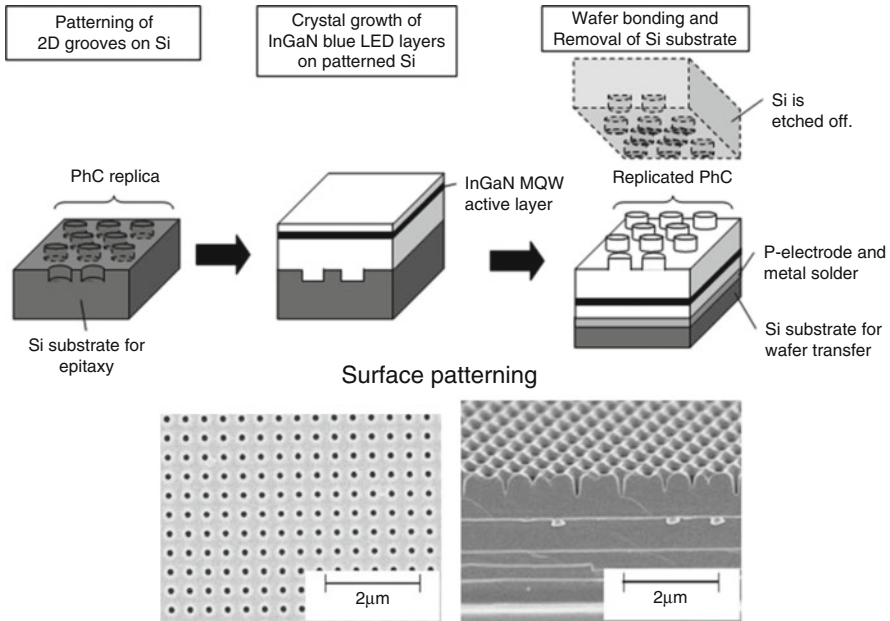 Patterning of
2D grooves on Si
Crystal growth of
InGaN blue LED layers
on patterned Si
Wafer bonding and
Removal of Si substrate
Si is
etched off.
PhC replica
InGaN MQW
active layer
Replicated PhC
P-electrode and
metal solder
Si substrate for
epitaxy
Si substrate for
wafer transfer
Surface patterning
2μm
2μm